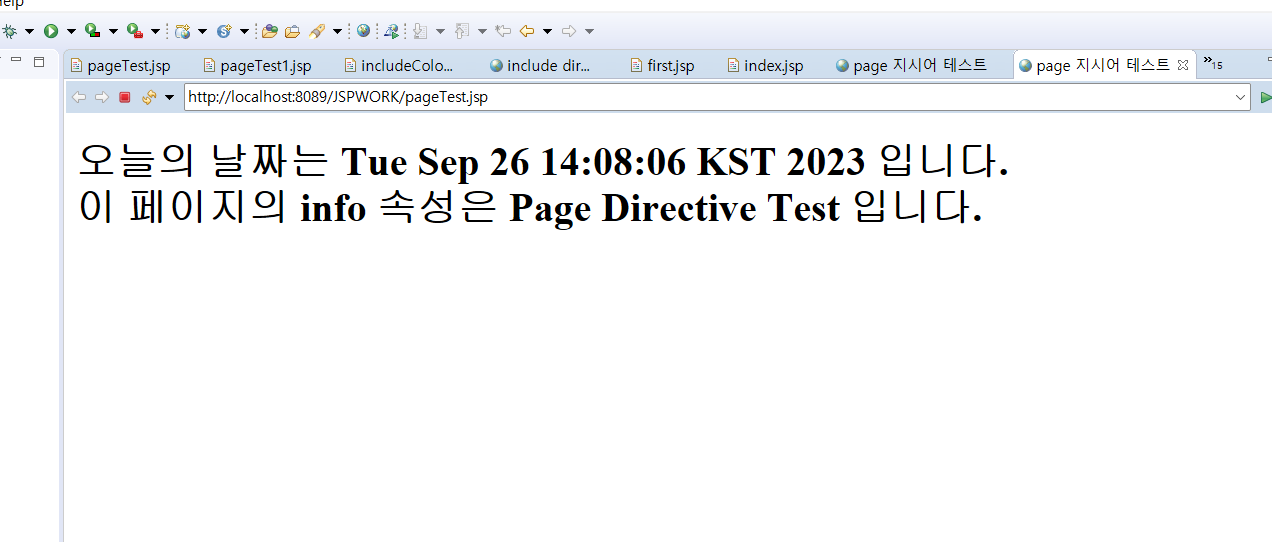 pageTest.jsp pageTest1.jsp includeColo... include dir... first.jsp index.jsp page 지시어 테스트 page 지시어 테스트 »15
http://localhost:8089/JSPWORK/pageTest.jsp
오늘의 날짜는 Tue Sep 26 14:08:06 KST 2023 입니다.
이 페이지의 info 속성은 Page Directive Test 입니다.